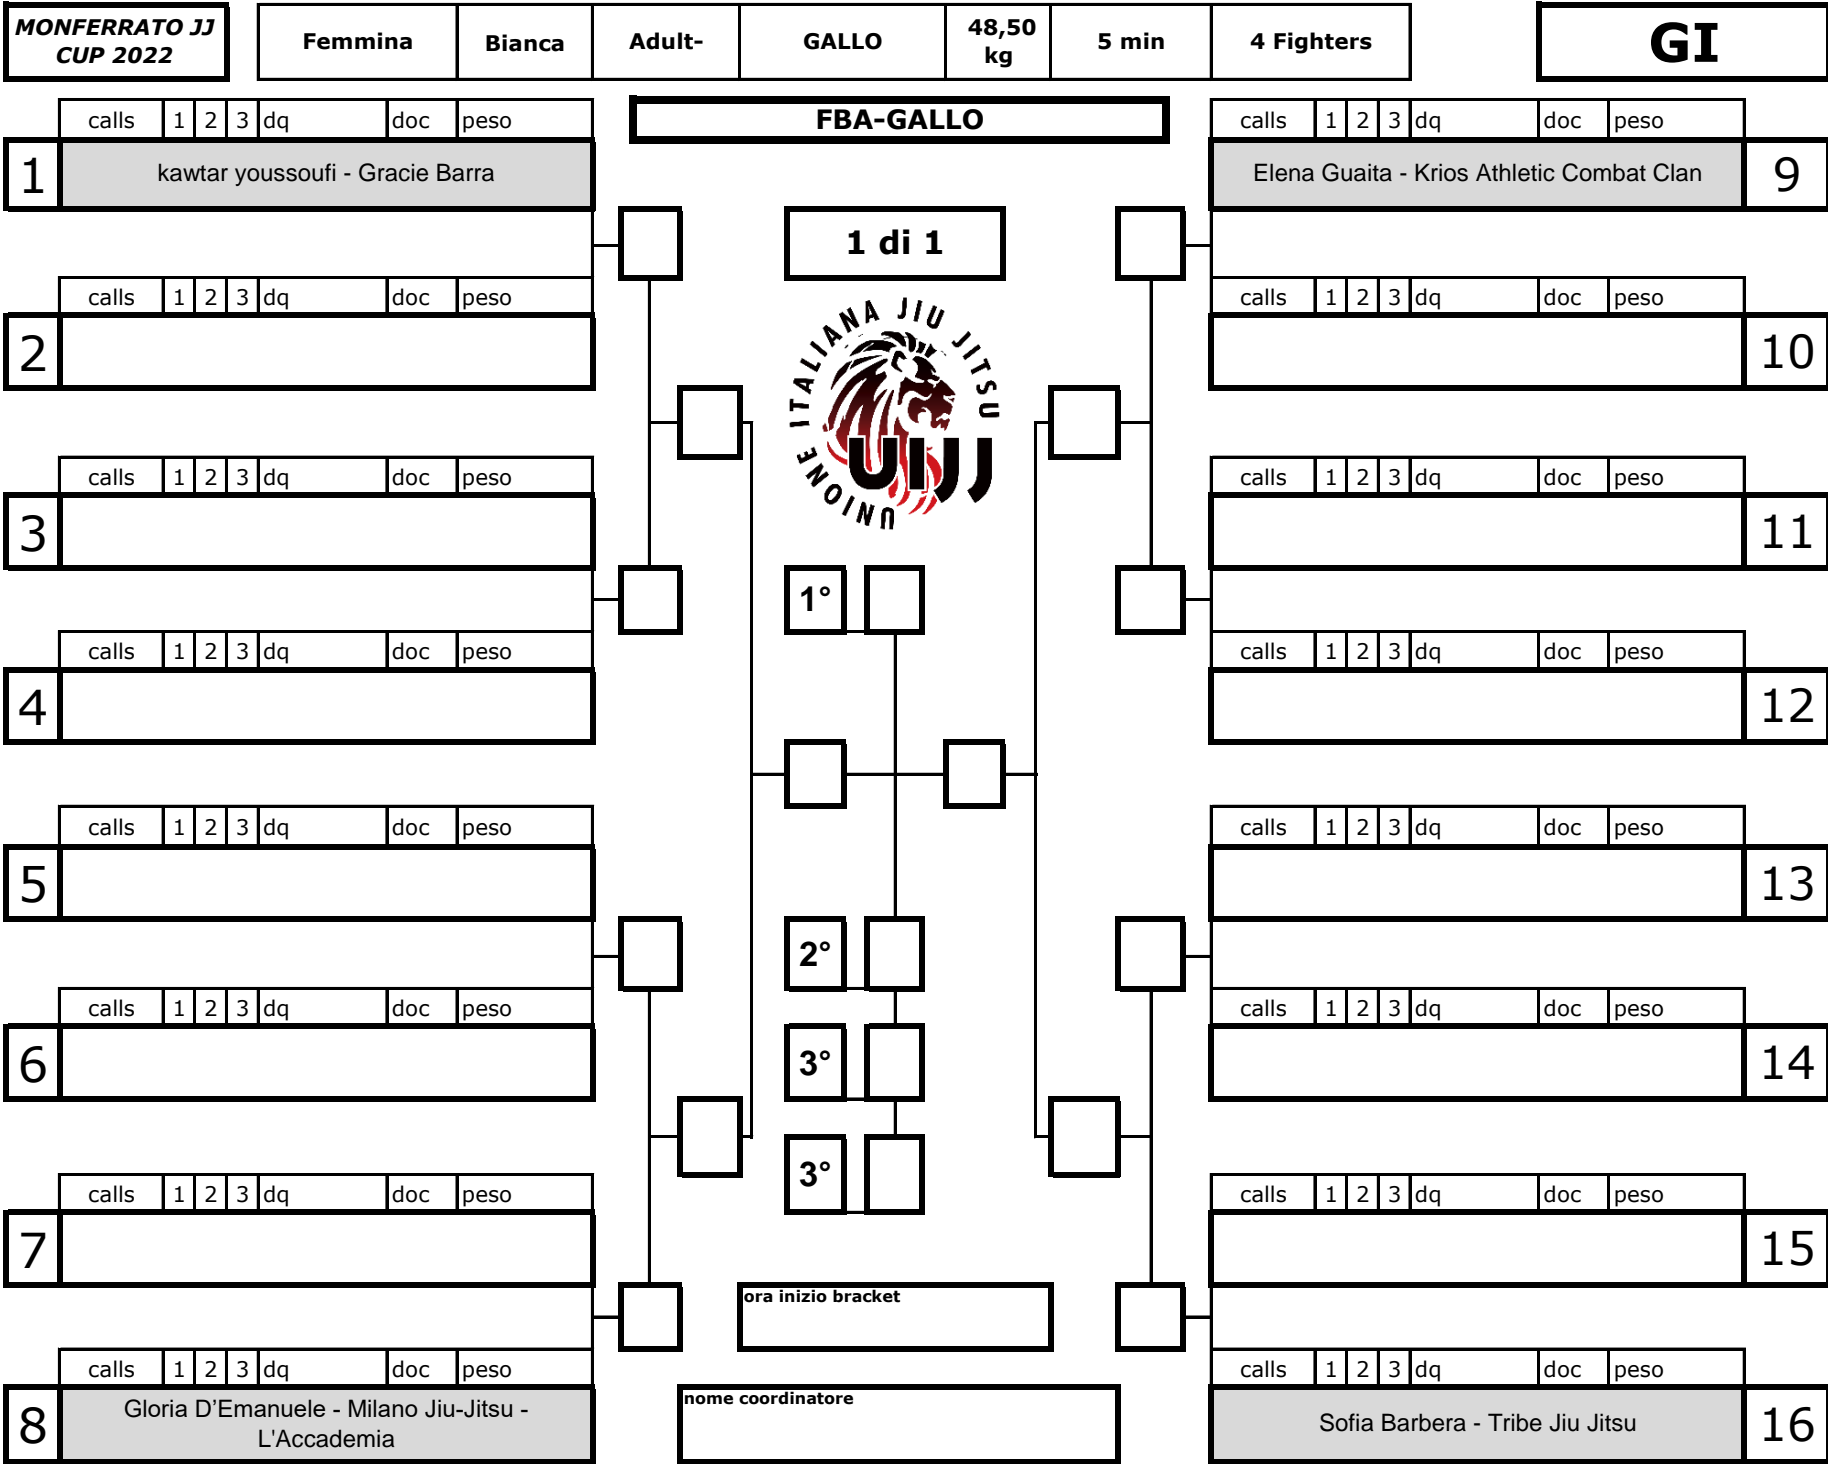 MONFERRATO JJ
CUP 2022
Femmina
Bianca
Adult-
GALLO
48,50
kg
5 min
4 Fighters
GI
FBA-GALLO
calls 1 2 3 dq doc peso
1
kawtar youssoufi - Gracie Barra
calls 1 2 3 dq doc peso
2
calls 1 2 3 dq doc peso
3
calls 1 2 3 dq doc peso
4
calls 1 2 3 dq doc peso
5
calls 1 2 3 dq doc peso
6
calls 1 2 3 dq doc peso
7
calls 1 2 3 dq doc peso
8
Gloria D’Emanuele - Milano Jiu-Jitsu -
L'Accademia
1 di 1
UNIONE ITALIANA JIU JITSU
UIJJ
1°
2°
3°
3°
ora inizio bracket
nome coordinatore
calls 1 2 3 dq doc peso
Elena Guaita - Krios Athletic Combat Clan
9
calls 1 2 3 dq doc peso
10
calls 1 2 3 dq doc peso
11
calls 1 2 3 dq doc peso
12
calls 1 2 3 dq doc peso
13
calls 1 2 3 dq doc peso
14
calls 1 2 3 dq doc peso
15
calls 1 2 3 dq doc peso
Sofia Barbera - Tribe Jiu Jitsu
16